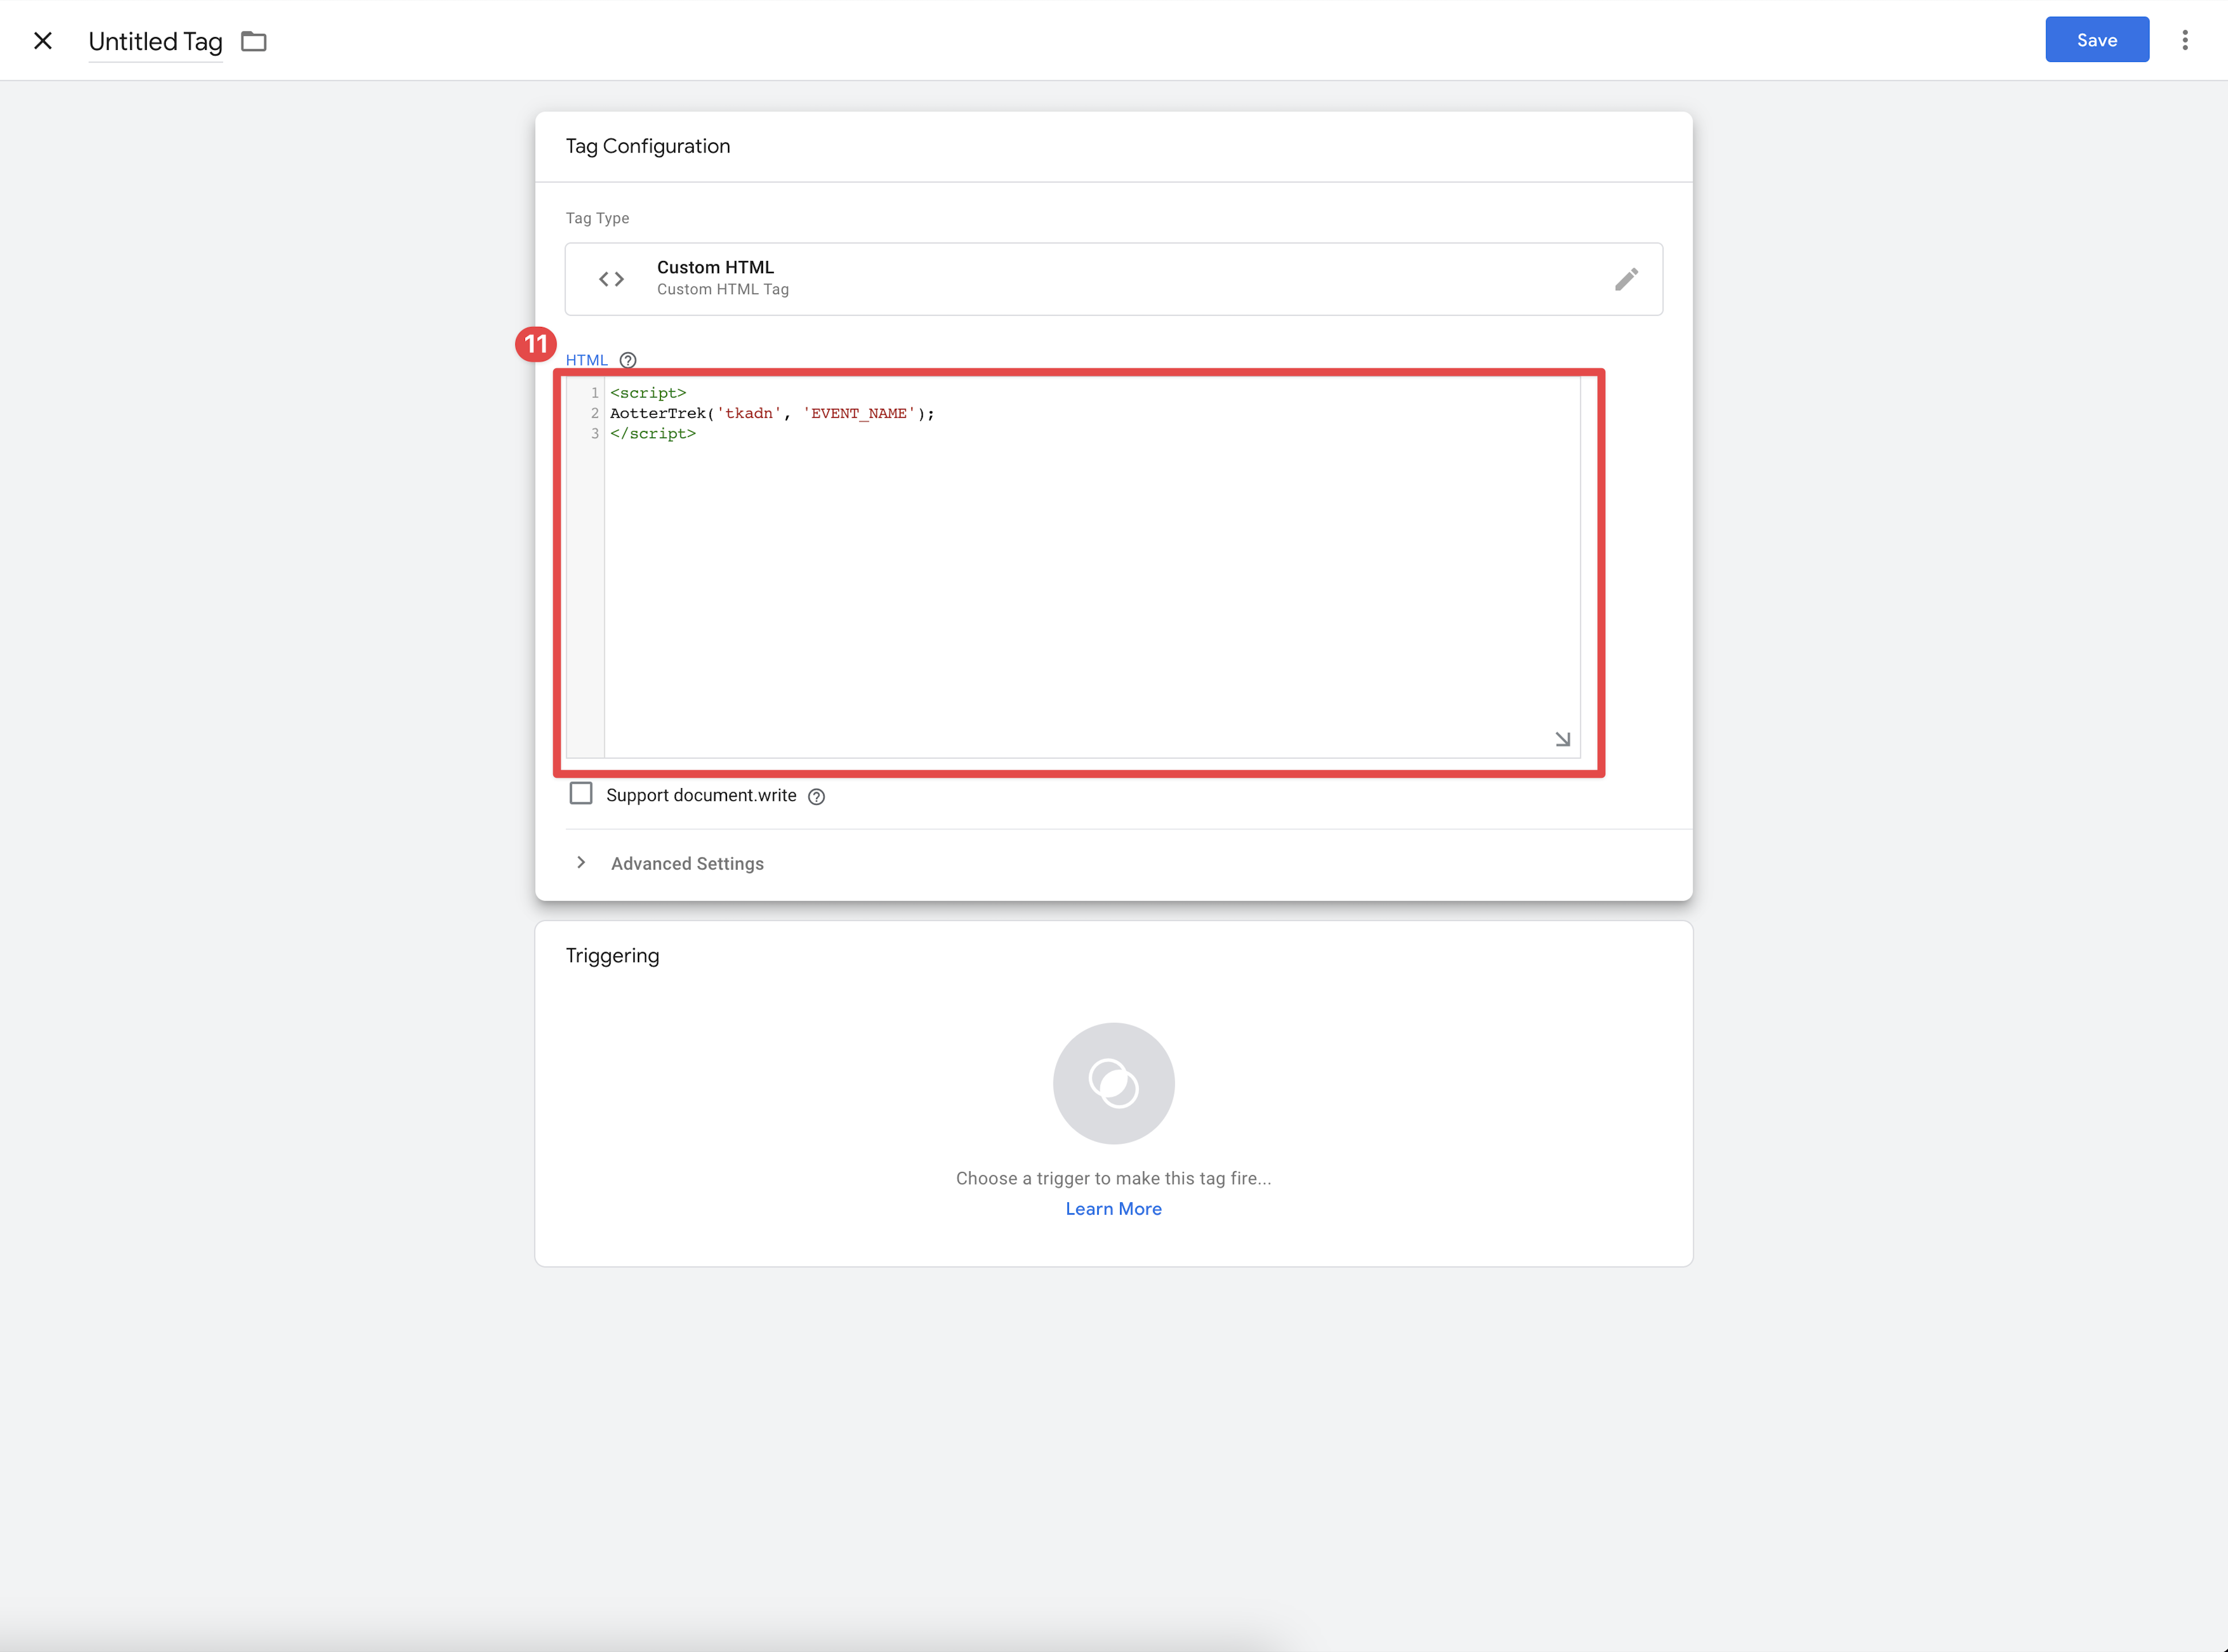 Untitled Tag
Save
Tag Configuration
Tag Type
Custom HTML
Custom HTML Tag
11
HTML
1 <script>
2 AotterTrek('tkadn', 'EVENT_NAME');
3 </script>
Support document.write
Advanced Settings
Triggering
Choose a trigger to make this tag fire...
Learn More